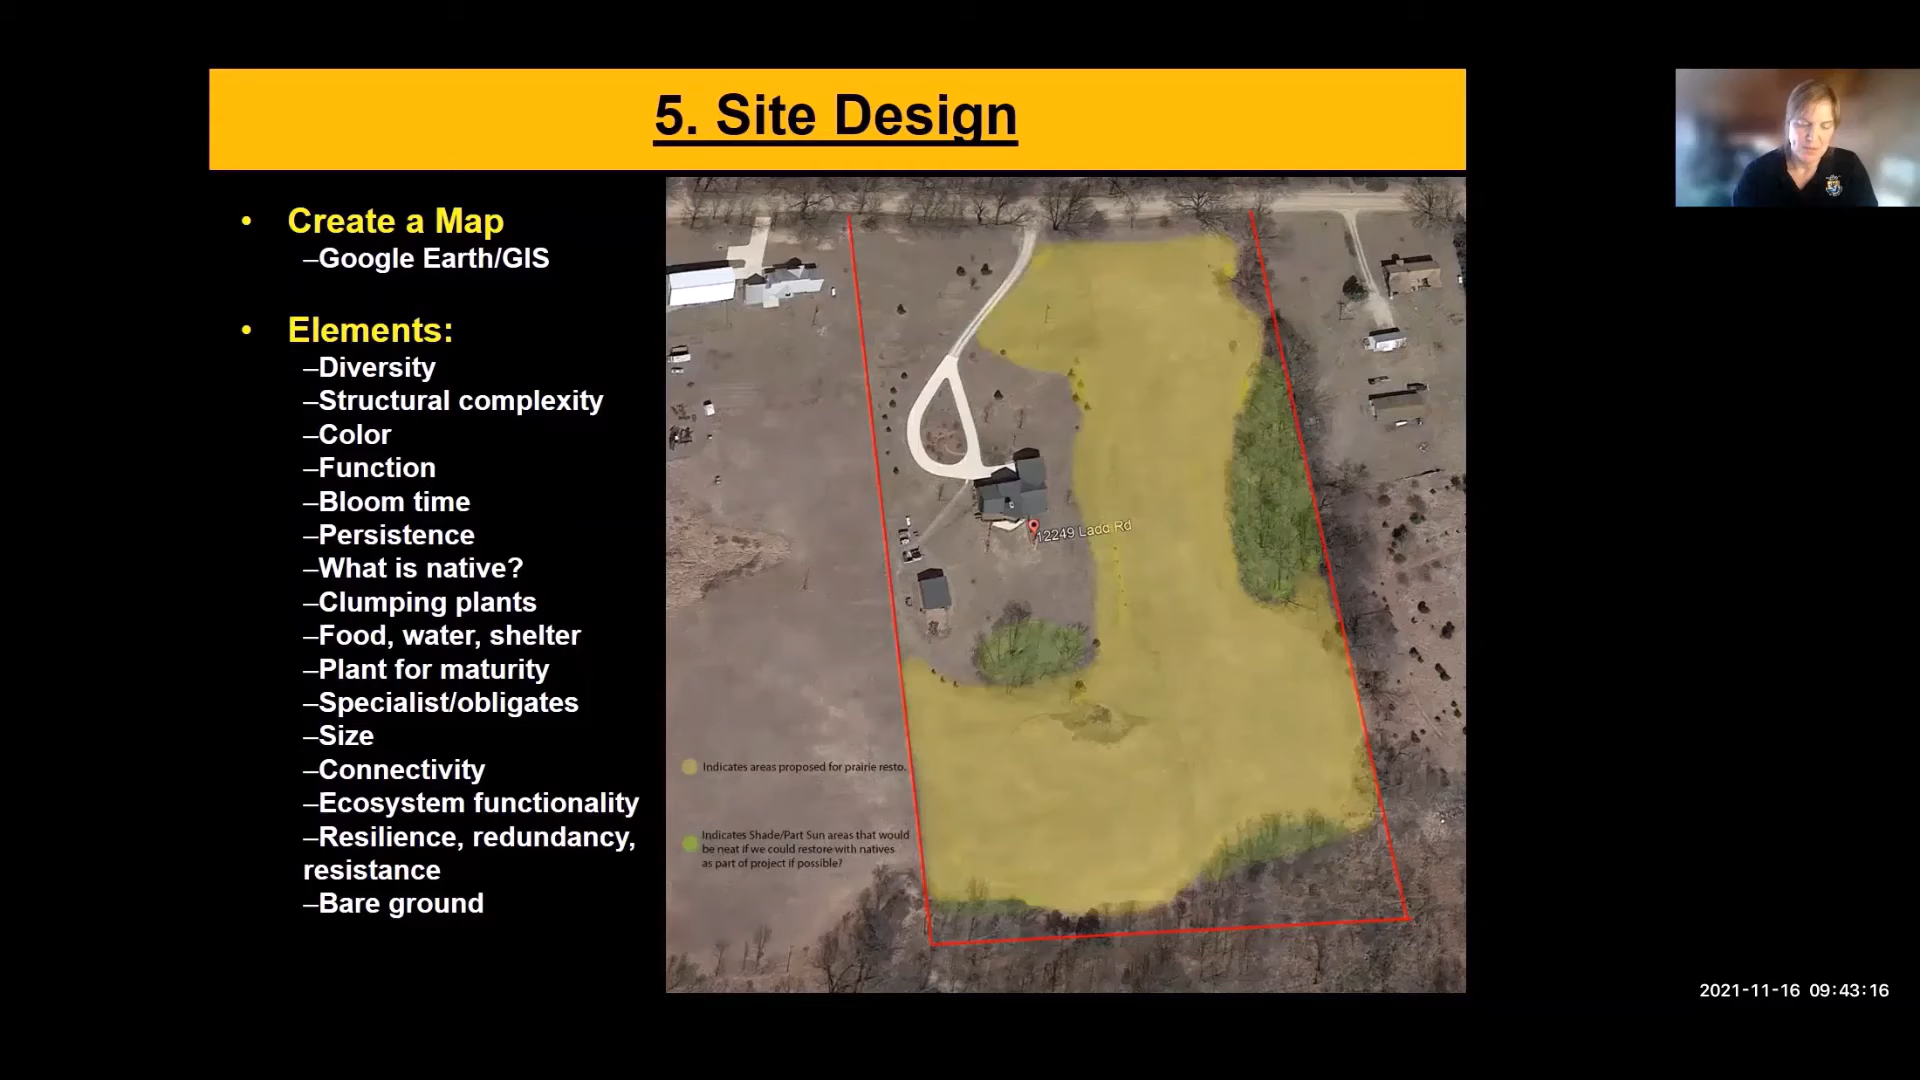 5. Site Design
• Create a Map
–Google Earth/GIS
• Elements:
–Diversity
–Structural complexity
–Color
–Function
–Bloom time
–Persistence
–What is native?
–Clumping plants
–Food, water, shelter
–Plant for maturity
–Specialist/obligates
–Size
–Connectivity
–Ecosystem functionality
–Resilience, redundancy,
resistance
–Bare ground
12249 Ladd Rd
Indicates areas proposed for prairie resto.
Indicates Shade/Part Sun areas that would
be neat if we could restore with natives
as part of project if possible?
2021-11-16 09:43:16